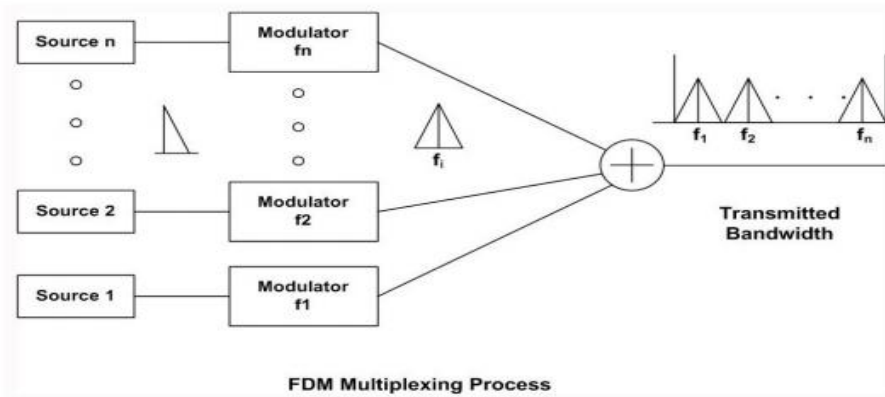 Source n
Modulator
fn
fi
f1 f2 fn
Source 2
Modulator
f2
Transmitted
Bandwidth
Source 1
Modulator
f1
FDM Multiplexing Process